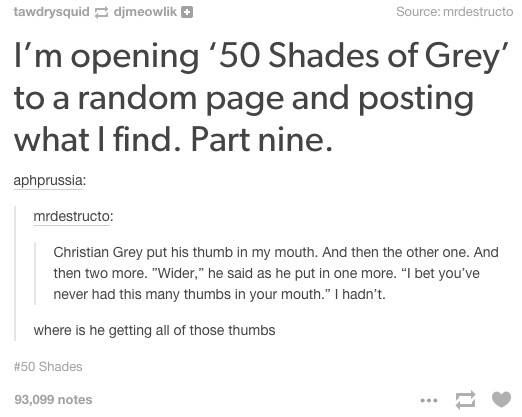 tawdrysquid djmeowlik Source: mrdestructo
I'm opening '50 Shades of Grey'
to a random page and posting
what I find. Part nine.
aphprussia:
mrdestructo:
Christian Grey put his thumb in my mouth. And then the other one. And
then two more. "Wider," he said as he put in one more. "I bet you've
never had this many thumbs in your mouth." I hadn't.
where is he getting all of those thumbs
#50 Shades
93,099 notes